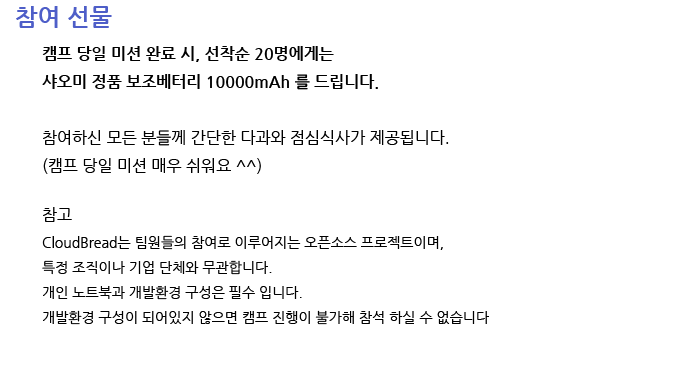 참여 선물
캠프 당일 미션 완료 시, 선착순 20명에게는
샤오미 정품 보조베터리 10000mAh 를 드립니다.
참여하신 모든 분들께 간단한 다과와 점심식사가 제공됩니다.
(캠프 당일 미션 매우 쉬워요 ^^)
참고
CloudBread는 팀원들의 참여로 이루어지는 오픈소스 프로젝트이며,
특정 조직이나 기업 단체와 무관합니다.
개인 노트북과 개발환경 구성은 필수 입니다.
개발환경 구성이 되어있지 않으면 캠프 진행이 불가해 참석 하실 수 없습니다